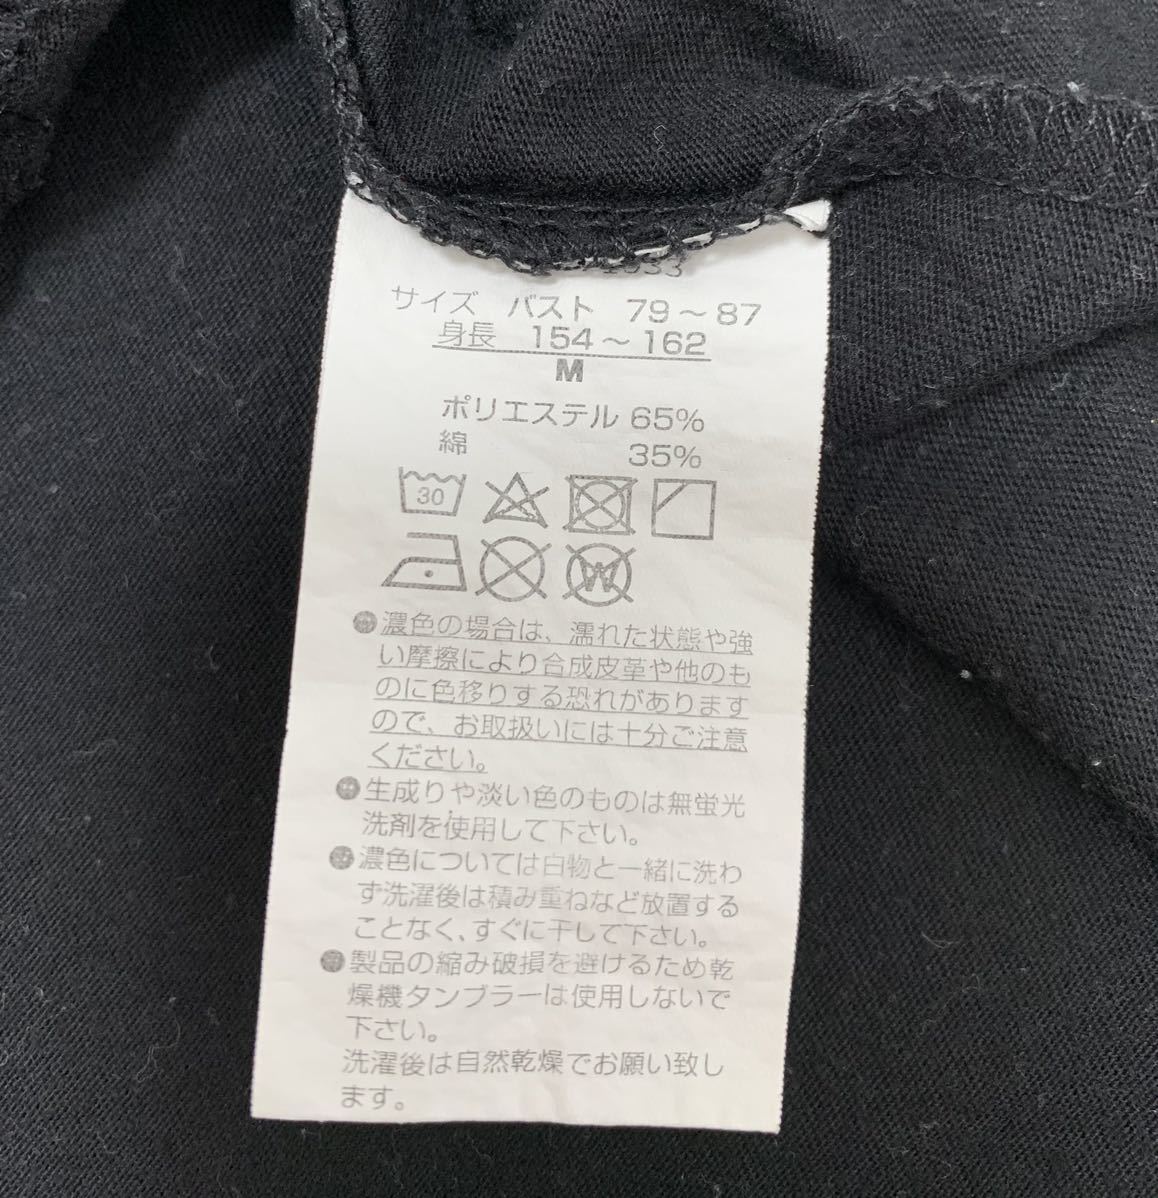 サイズ バスト 79～87
身長 154～162
M
ポリエステル 65%
綿 35%
30
W
●濃色の場合は、濡れた状態や強
い摩擦により合成皮革や他のも
のに色移りする恐れがあります
ので、お取扱いには十分ご注意
ください。
●生成りや淡い色のものは無蛍光
洗剤を使用して下さい。
●濃色については白物と一緒に洗わ
ず洗濯後は積み重ねなど放置する
ことなく、すぐに干して下さい。
●製品の縮み破損を避けるため乾
燥機タンブラーは使用しないで
下さい。
洗濯後は自然乾燥でお願い致し
ます。